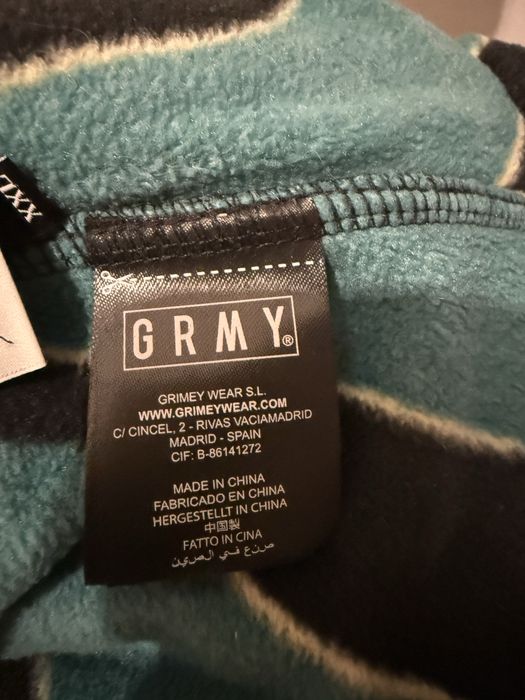 XXL
GRMY®
GRIMEY WEAR S.L.
WWW.GRIMEYWEAR.COM
C/ CINCEL, 2 - RIVAS VACIAMADRID
MADRID - SPAIN
CIF: B-86141272
MADE IN CHINA
FABRICADO EN CHINA
HERGESTELLT IN CHINA
中国製
FATTO IN CINA
صنع في الصين